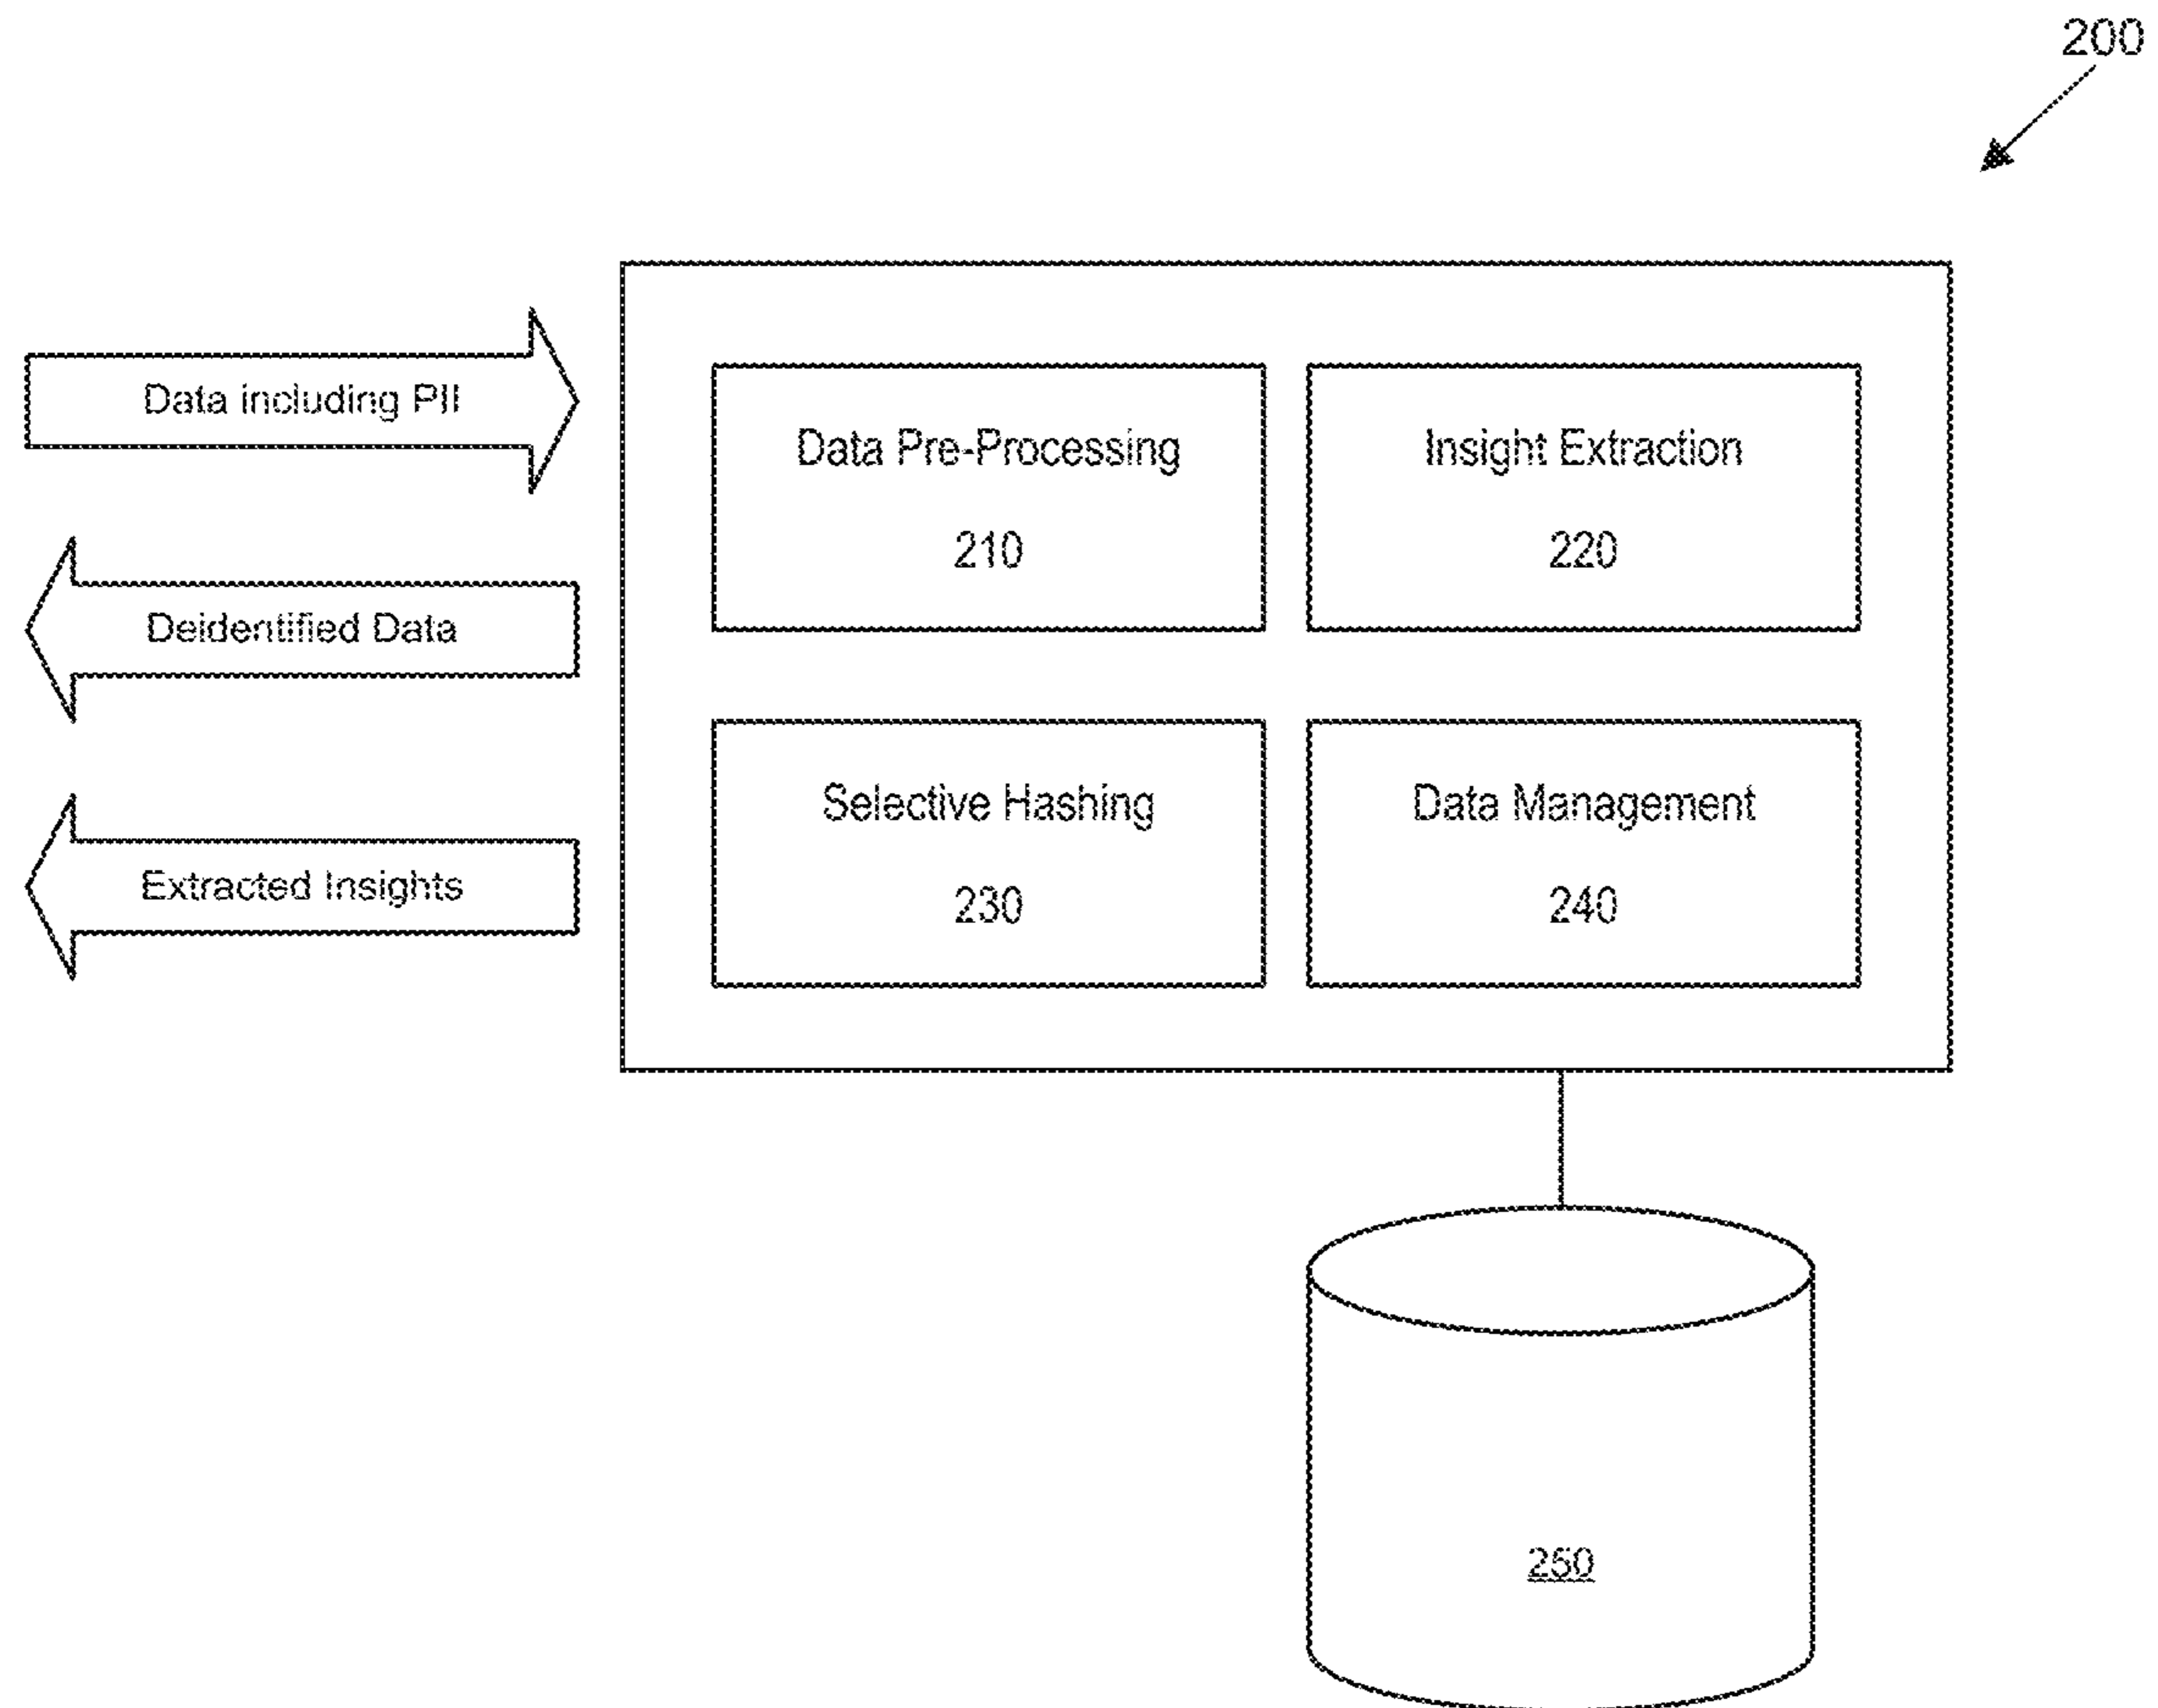 200
Data including PII
Deidentified Data
Extracted Insights
Data Pre-Processing
210
Insight Extraction
220
Selective Hashing
230
Data Management
240
250